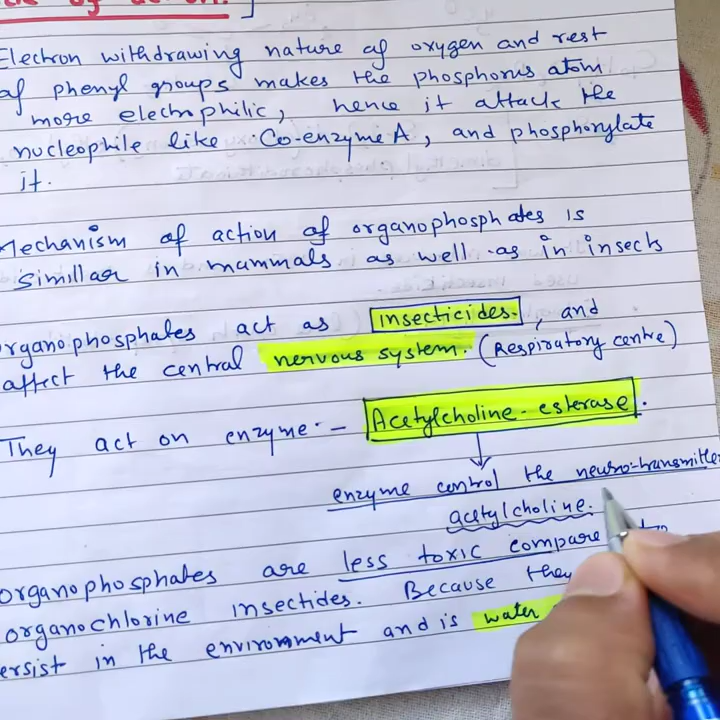 Electron withdrawing nature of oxygen and rest
of phenyl groups makes the phosphorus atom
more electrophilic, hence it attack the
nucleophile like Co-enzyme A, and phosphorylate
it.
Mechanism of action of organophosphates is
simillar in mammals as well as in insects
rganophosphates act as insecticides, and
affect the central nervous system. (Respiratory centre)
They act on enzyme - Acetylcholine-esterase.
enzyme control the neuro-transmitte
acetylcholine.
organophosphates are less toxic compare to
organochlorine insectides. Because they
ersist in the environment and is water